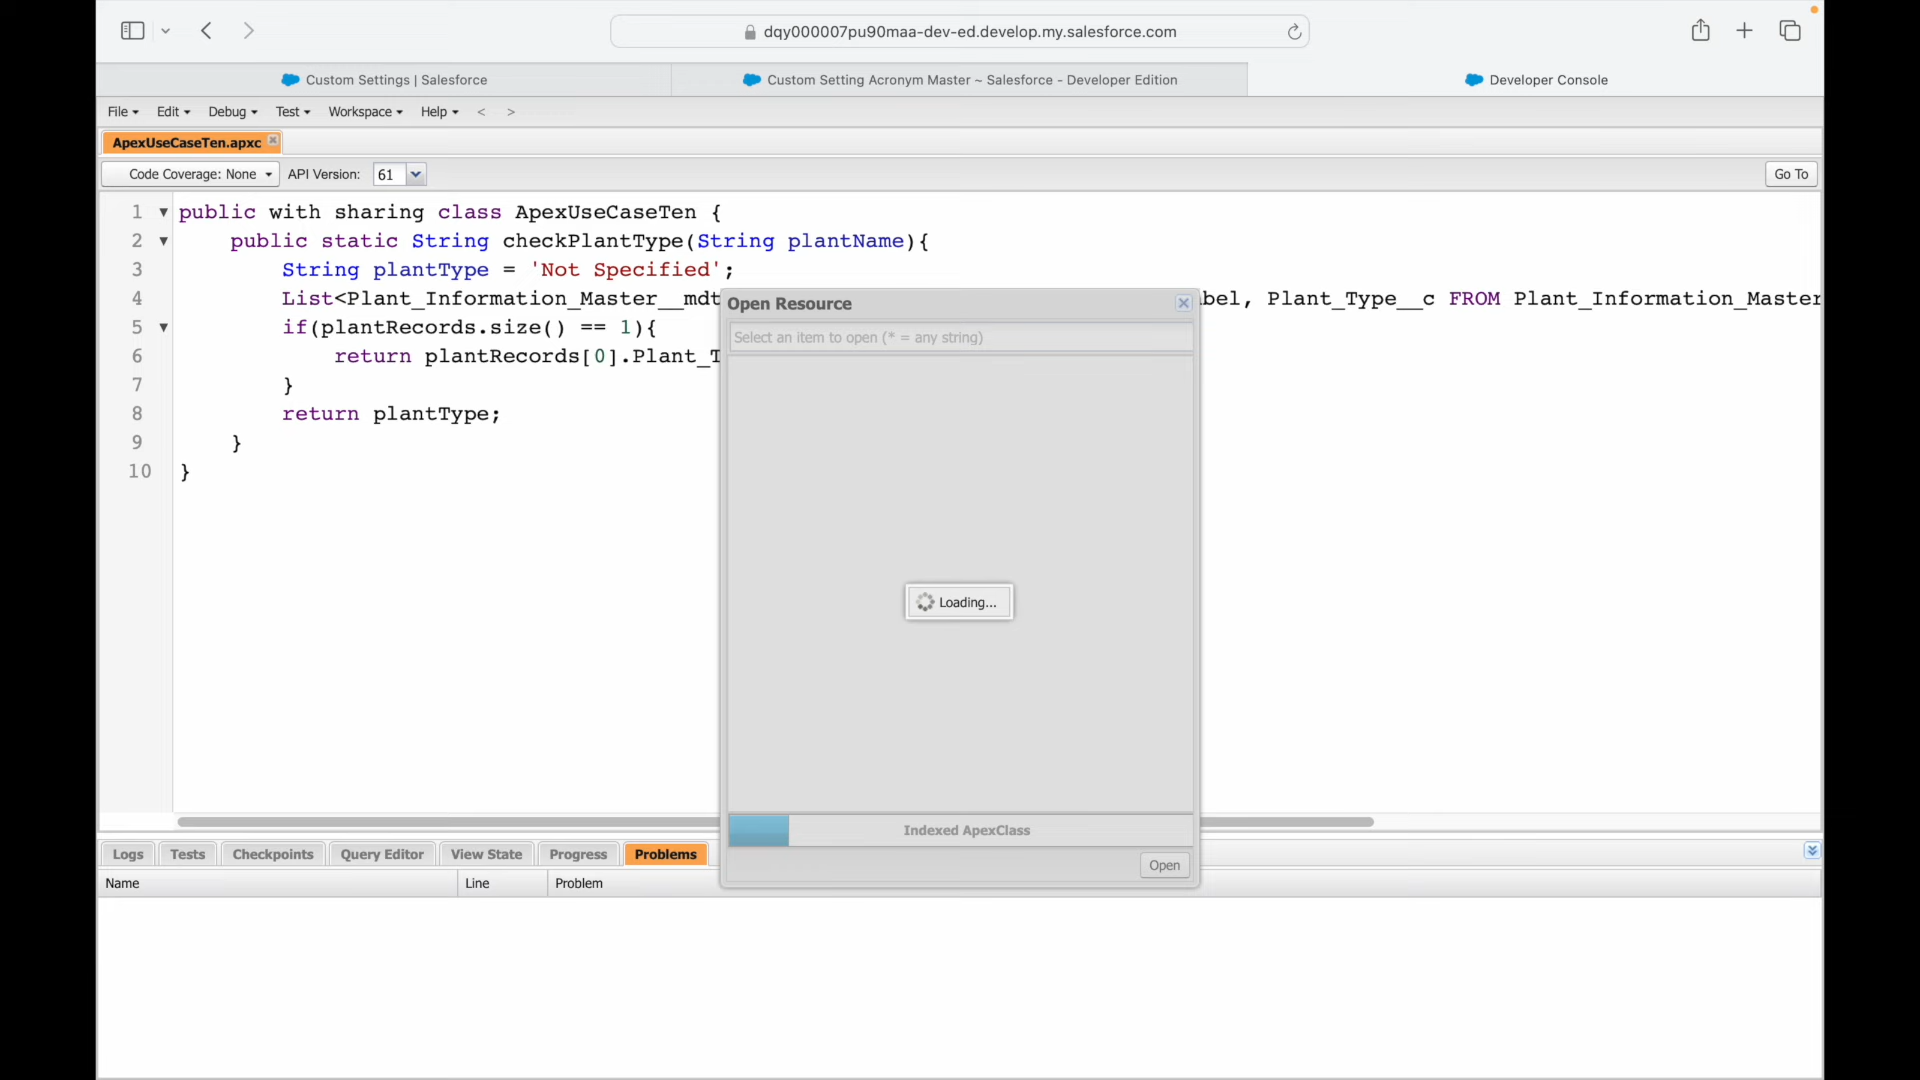 dqy000007pu90maa-dev-ed.develop.my.salesforce.com
Custom Settings | Salesforce
Custom Setting Acronym Master ~ Salesforce - Developer Edition
Developer Console
File Edit Debug Test Workspace Help < >
ApexUseCaseTen.apxc
Code Coverage: None API Version: 61 Go To
1 public with sharing class ApexUseCaseTen {
2 public static String checkPlantType(String plantName){
3 String plantType = 'Not Specified';
4 List<Plant_Information_Master__mdt bel, Plant_Type__c FROM Plant_Information_Master
5 if(plantRecords.size() == 1){
6 return plantRecords[0].Plant_T
7 }
8 return plantType;
9 }
10 }
Open Resource
Select an item to open (* = any string)
Loading...
Indexed ApexClass
Open
Logs Tests Checkpoints Query Editor View State Progress Problems
Name Line Problem